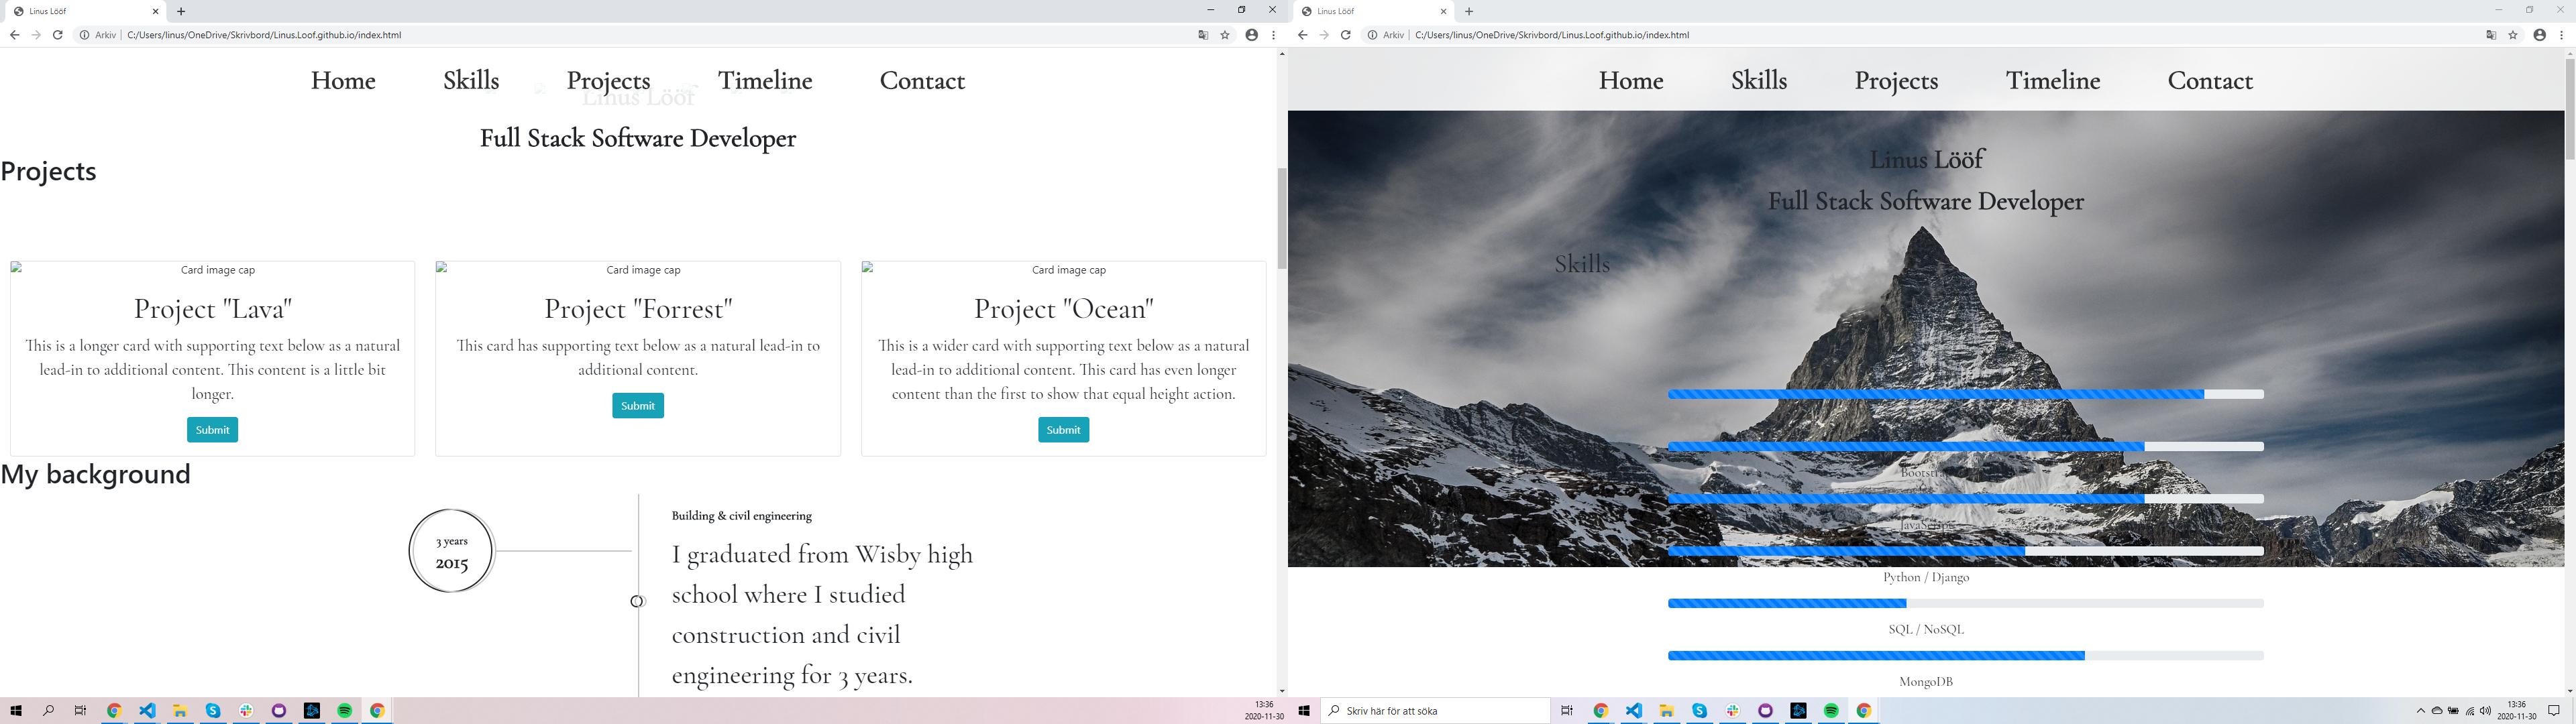 Linus Lööf
Arkiv
C:/Users/linus/OneDrive/Skrivbord/Linus.Loof.github.io/index.html
Home Skills Projects Timeline Contact
Linus Lööf
Full Stack Software Developer
Projects
Card image cap
Project "Lava"
This is a longer card with supporting text below as a natural
lead-in to additional content. This content is a little bit
longer.
Submit
Card image cap
Project "Forrest"
This card has supporting text below as a natural lead-in to
additional content.
Submit
Card image cap
Project "Ocean"
This is a wider card with supporting text below as a natural
lead-in to additional content. This card has even longer
content than the first to show that equal height action.
Submit
My background
3 years
2015
Building & civil engineering
I graduated from Wisby high
school where I studied
construction and civil
engineering for 3 years.
13:36
2020-11-30
Linus Lööf
Arkiv
C:/Users/linus/OneDrive/Skrivbord/Linus.Loof.github.io/index.html
Home Skills Projects Timeline Contact
Linus Lööf
Full Stack Software Developer
Skills
Bootstrap
JavaScript
Python / Django
SQL / NoSQL
MongoDB
Skriv här för att söka
13:36
2020-11-30